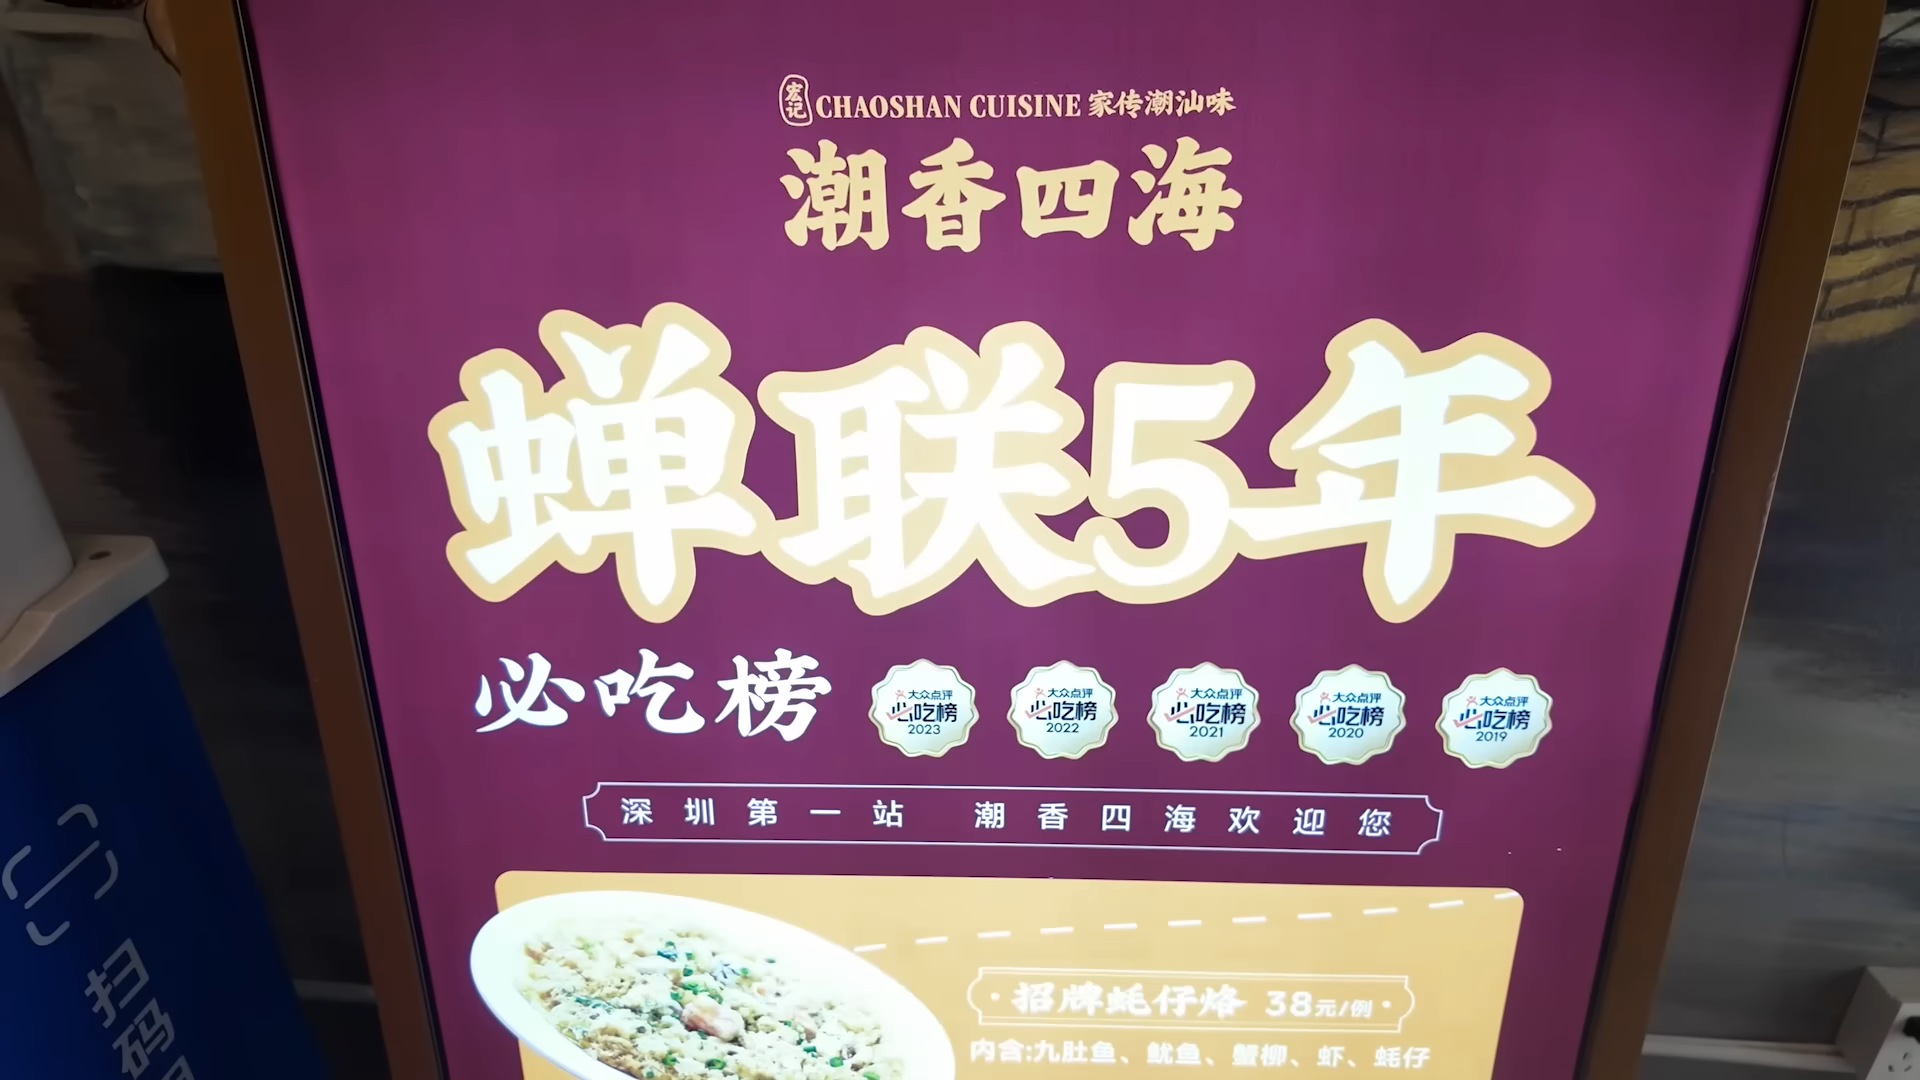 宏记 CHAOSHAN CUISINE 家传潮汕味
潮香四海
蝉联5年
必吃榜
大众点评
必吃榜
2023
大众点评
必吃榜
2022
大众点评
必吃榜
2021
大众点评
必吃榜
2020
大众点评
必吃榜
2019
深圳第一站 潮香四海欢迎您
·招牌蚝仔烙 38元/例·
内含:九肚鱼、鱿鱼、蟹柳、虾、蚝仔
扫码